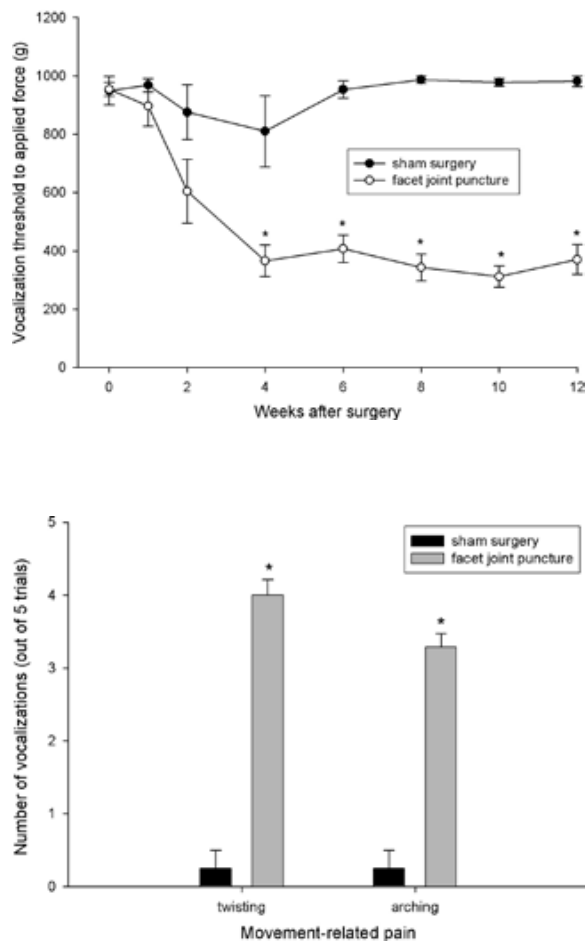 1200
1000
800
600
400
200
0
Vocalization threshold to applied force (g)
sham surgery
facet joint puncture
* * * * *
0 2 4 6 8 10 12
Weeks after surgery
5
4
3
2
1
0
Number of vocalizations (out of 5 trials)
sham surgery
facet joint puncture
*
*
twisting arching
Movement-related pain